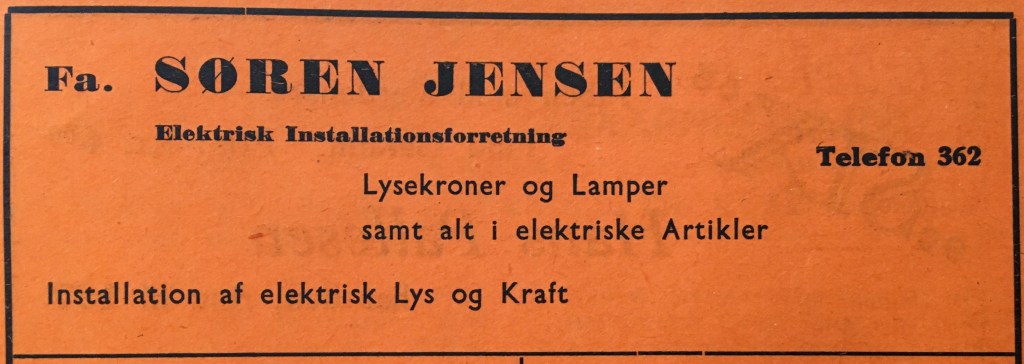 Fa. SØREN JENSEN
Elektrisk Installationsforretning
Telefon 362
Lysekroner og Lamper
samt alt i elektriske Artikler
Installation af elektrisk Lys og Kraft